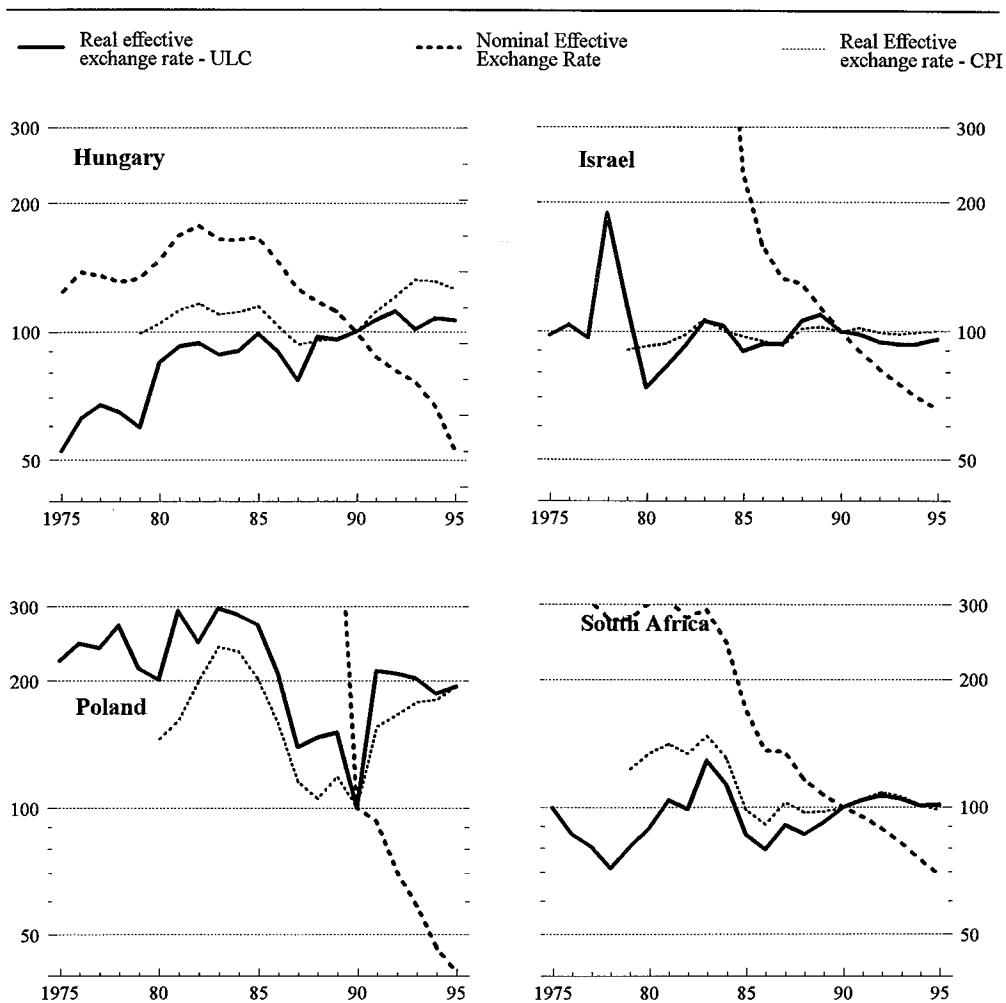 Real effective
exchange rate - ULC
Nominal Effective
Exchange Rate
Real Effective
exchange rate - CPI
Hungary
300
200
100
50
1975 80 85 90 95
Israel
300
200
100
50
1975 80 85 90 95
Poland
300
200
100
50
1975 80 85 90 95
South Africa
300
200
100
50
1975 80 85 90 95